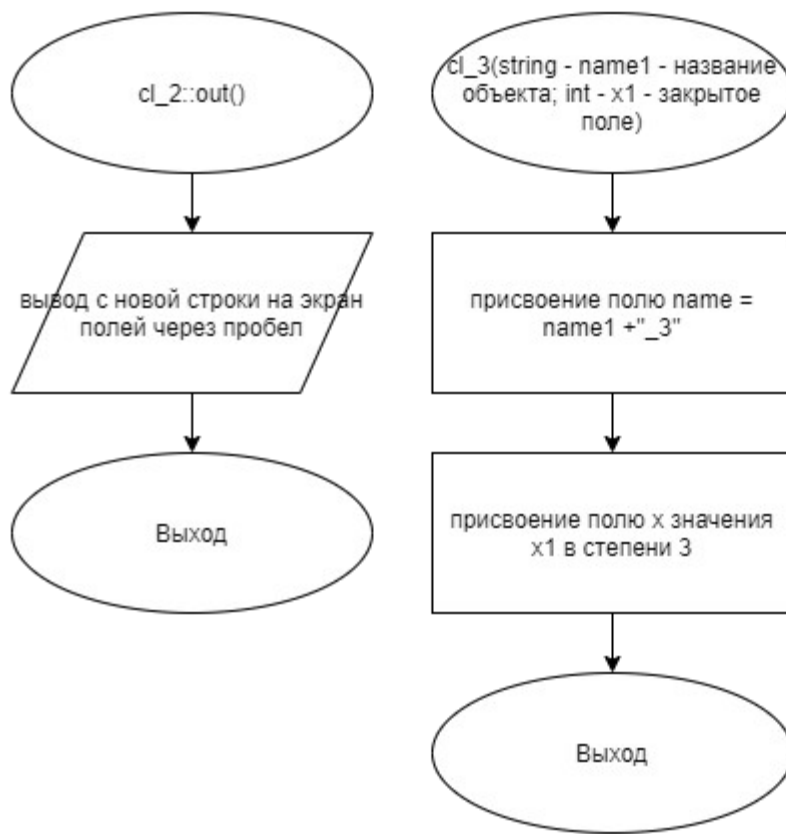 cl_2::out()
вывод с новой строки на экран
полей через пробел
Выход
cl_3(string - name1 - название
объекта; int - x1 - закрытое
поле)
присвоение полю name =
name1 +"_3"
присвоение полю x значения
x1 в степени 3
Выход